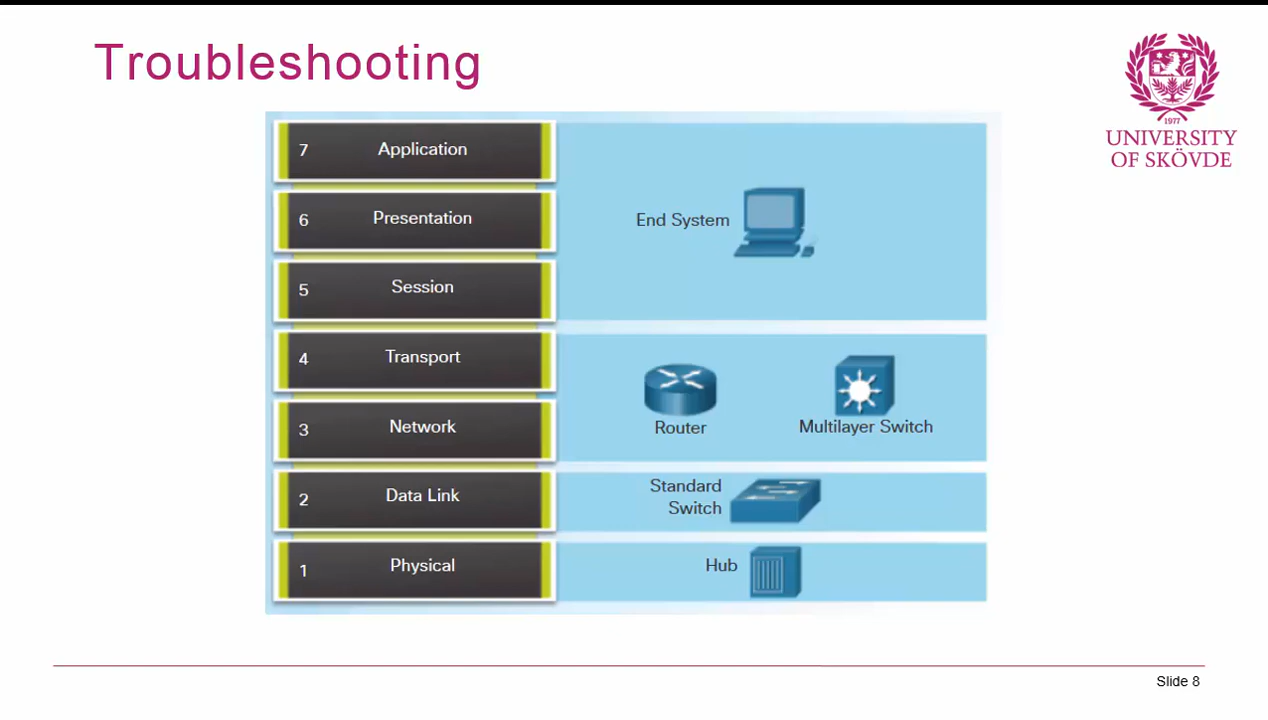 Troubleshooting
1977
UNIVERSITY
OF SKÖVDE
7 Application
6 Presentation
End System
5 Session
4 Transport
3 Network
Router
Multilayer Switch
2 Data Link
Standard
Switch
1 Physical
Hub
Slide 8